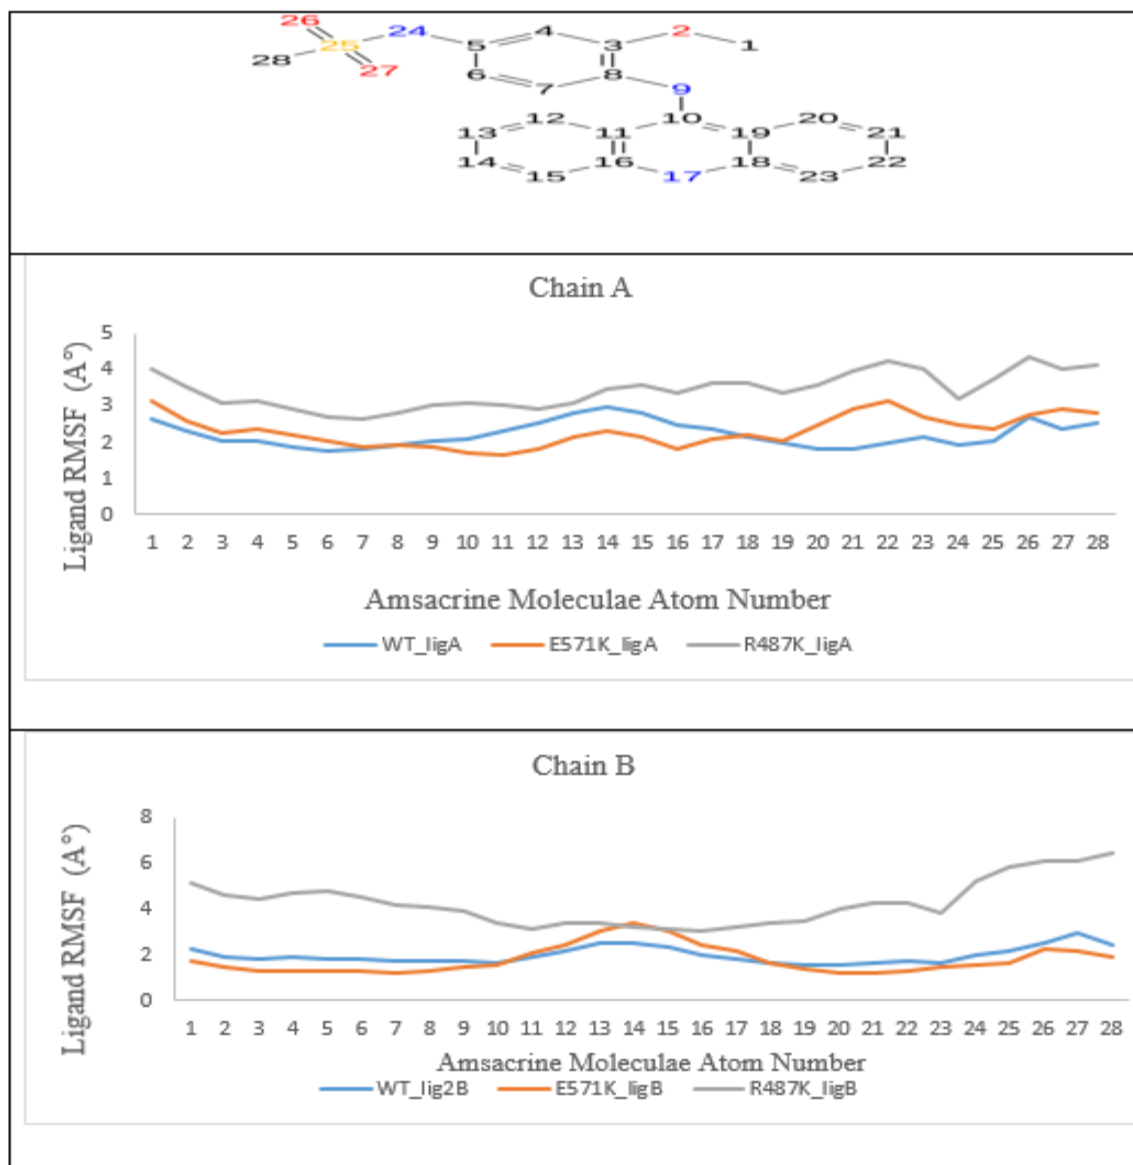 26 24 4 2
28 25 5 3 1
27 6 8
7 9
12 10 20
13 11 19 21
14 16 18 22
15 17 23
Chain A
5
4
3
2
1
0
Ligand RMSF (A°)
1 2 3 4 5 6 7 8 9 10 11 12 13 14 15 16 17 18 19 20 21 22 23 24 25 26 27 28
Amsacrine Moleculae Atom Number
WT_ligA E571K_ligA R487K_ligA
Chain B
8
6
4
2
0
Ligand RMSF (A°)
1 2 3 4 5 6 7 8 9 10 11 12 13 14 15 16 17 18 19 20 21 22 23 24 25 26 27 28
Amsacrine Moleculae Atom Number
WT_lig2B E571K_ligB R487K_ligB